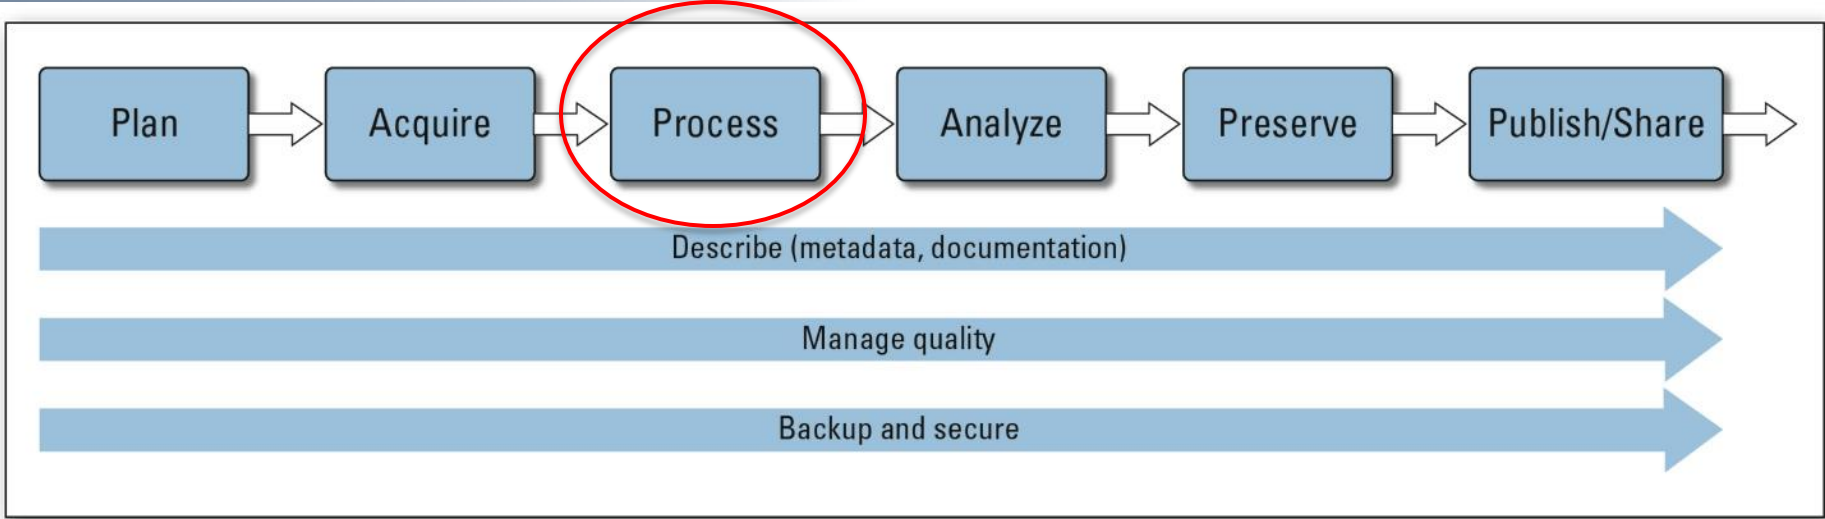 Plan
Acquire
Process
Analyze
Preserve
Publish/Share
Describe (metadata, documentation)
Manage quality
Backup and secure